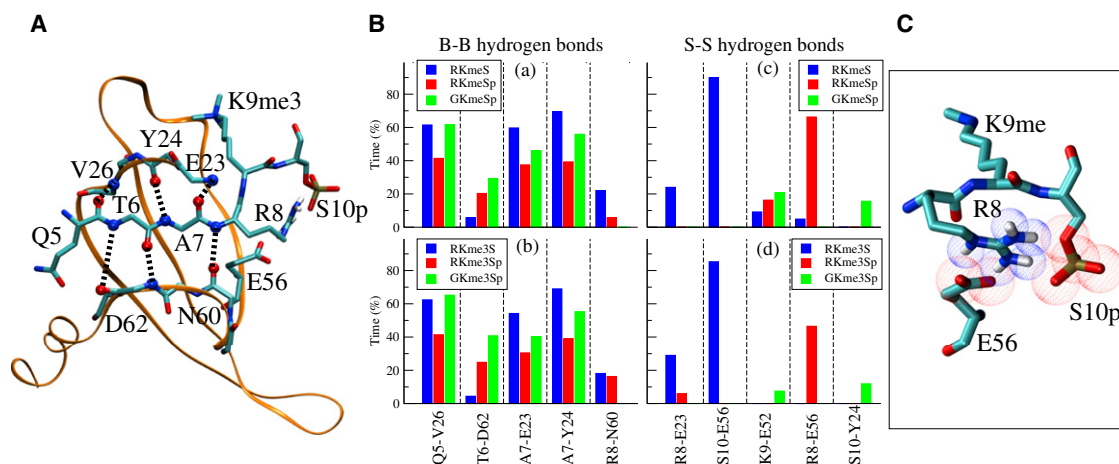 A
K9me3
Y24
V26
E23
T6
S10p
R8
Q5
A7
E56
N60
D62
B
B-B hydrogen bonds
S-S hydrogen bonds
(a)
RKmeS
RKmeSp
GKmeSp
80
60
40
20
0
Time (%)
(c)
RKmeS
RKmeSp
GKmeSp
(b)
RKme3S
RKme3Sp
GKme3Sp
80
60
40
20
0
Time (%)
(d)
RKme3S
RKme3Sp
GKme3Sp
Q5-V26
T6-D62
A7-E23
A7-Y24
R8-N60
R8-E23
S10-E56
K9-E52
R8-E56
S10-Y24
C
K9me
R8
S10p
E56